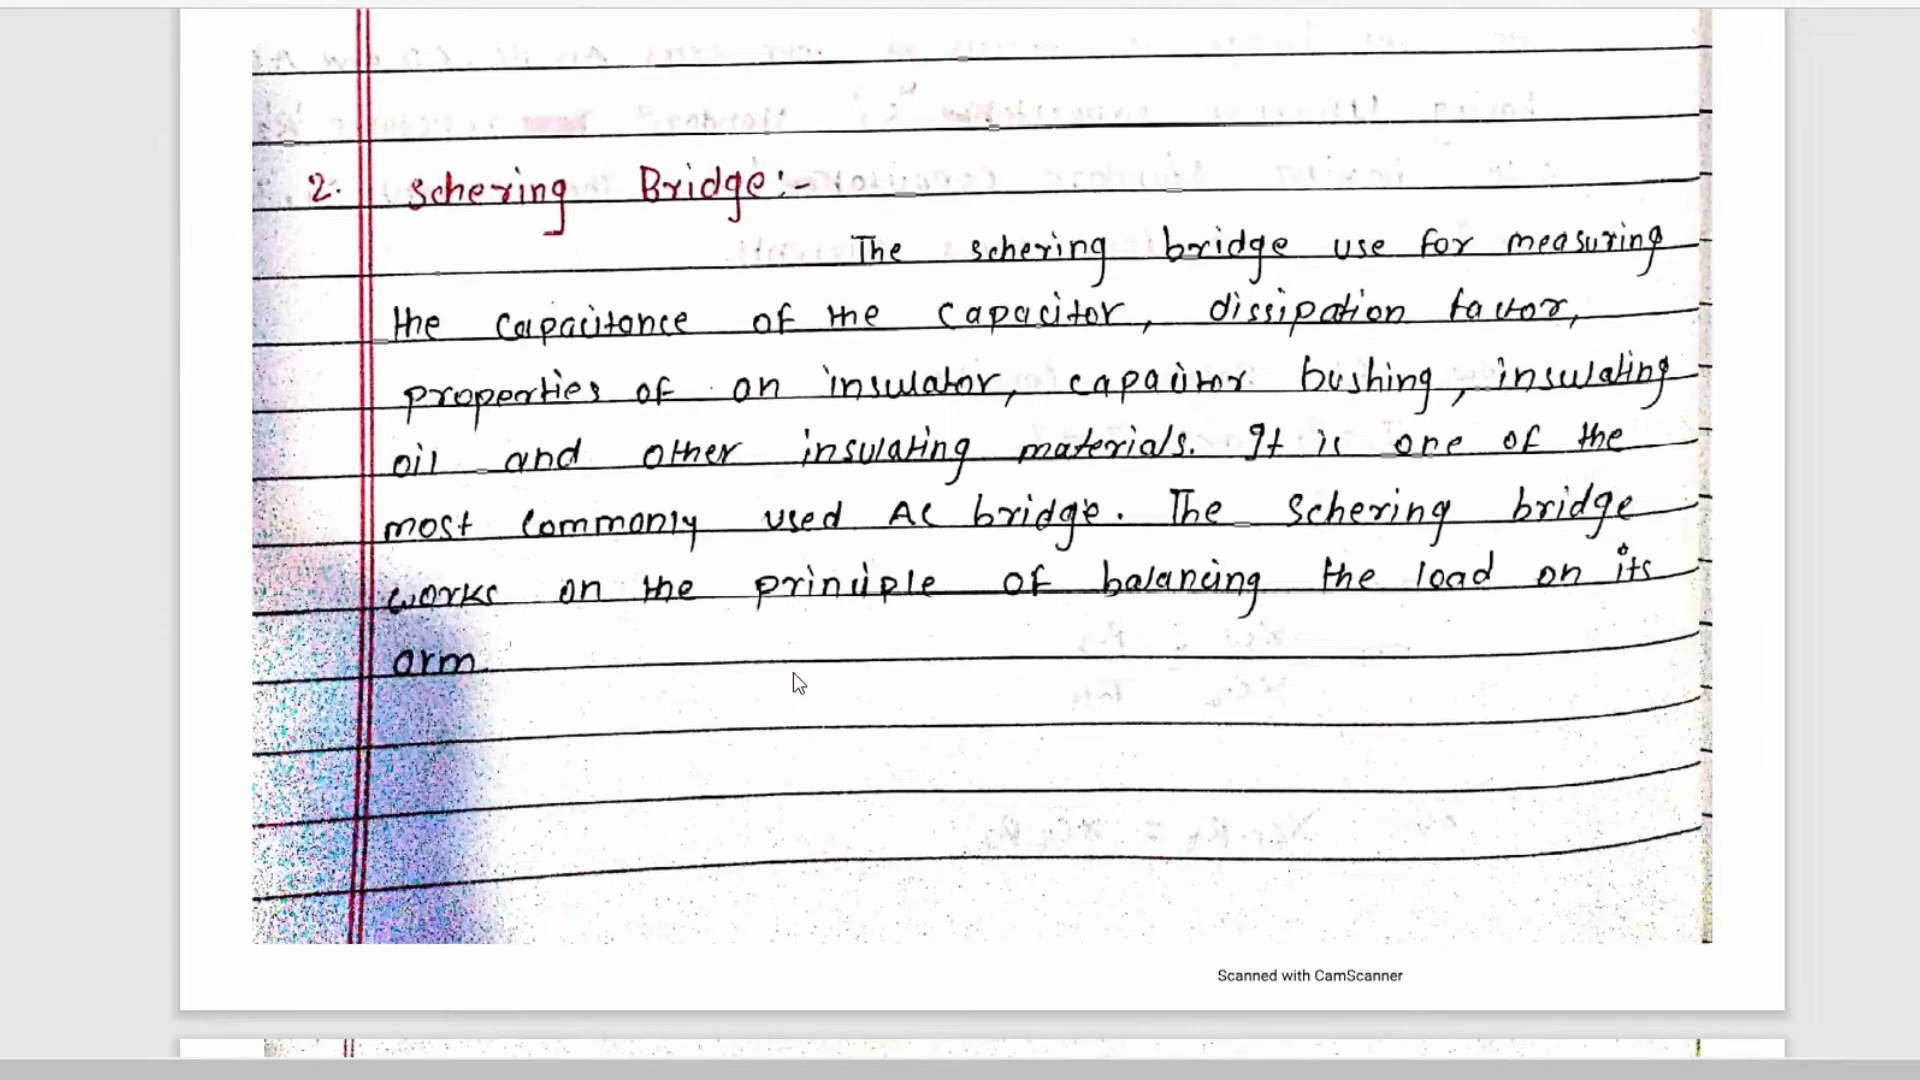 2. Schering Bridge:-
The schering bridge use for measuring
the capacitance of the capacitor, dissipation factor,
properties of an insulator, capacitor bushing, insulating
oil and other insulating materials. It is one of the
most commonly used AC bridge. The Schering bridge
works on the principle of balancing the load on its
arm.
Scanned with CamScanner